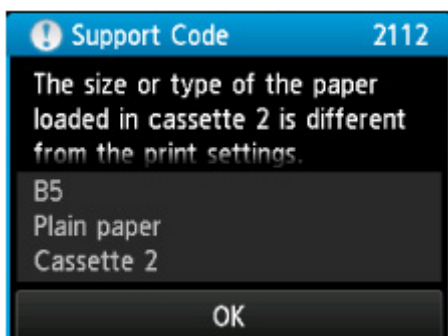 Support Code 2112
The size or type of the paper
loaded in cassette 2 is different
from the print settings.
B5
Plain paper
Cassette 2
OK